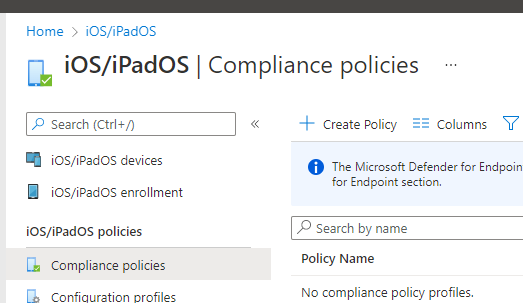 Home > iOS/iPadOS
iOS/iPadOS | Compliance policies ...
Search (Ctrl+/) «
iOS/iPadOS devices
iOS/iPadOS enrollment
iOS/iPadOS policies
Compliance policies
Configuration profiles
+ Create Policy Columns
The Microsoft Defender for Endpoin
for Endpoint section.
Search by name
Policy Name
No compliance policy profiles.